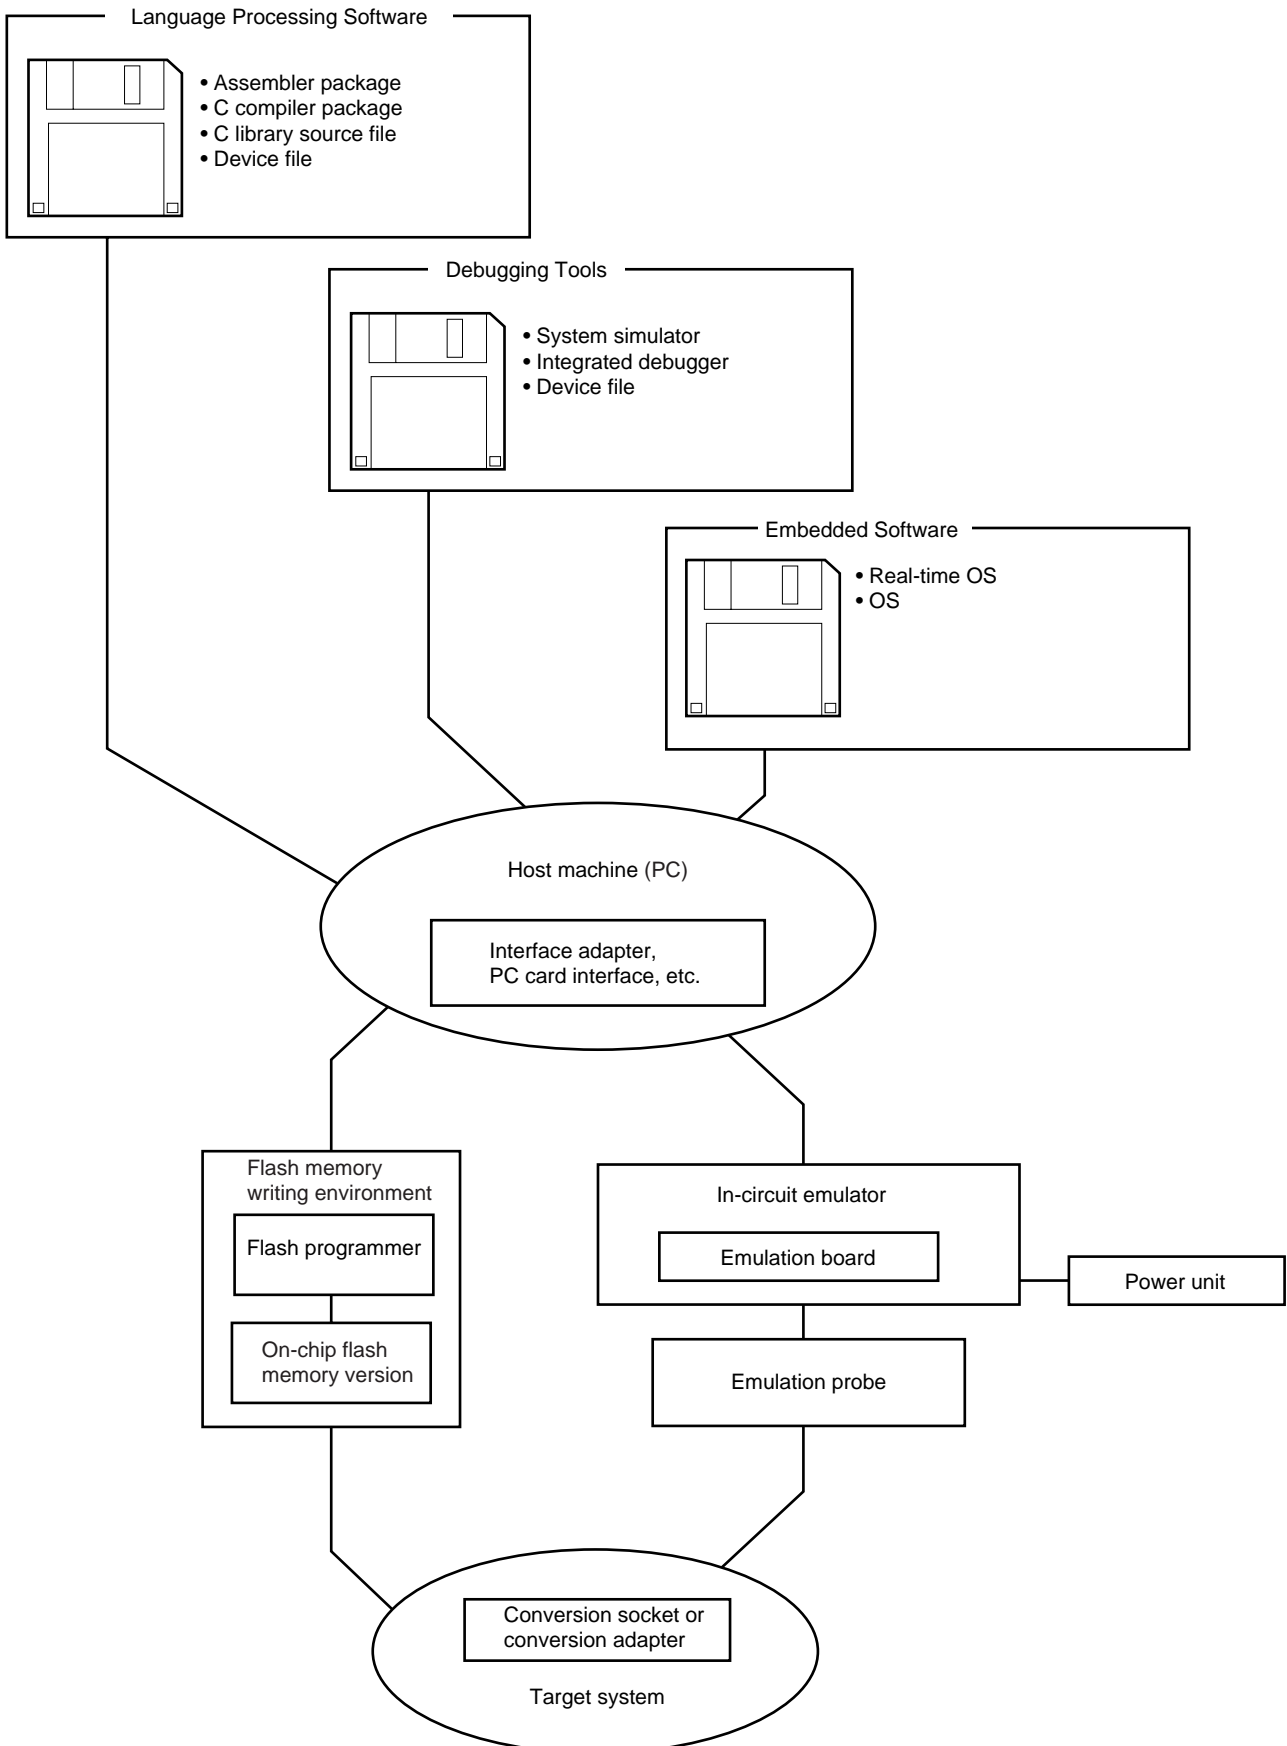 Language Processing Software
• Assembler package
• C compiler package
• C library source file
• Device file
Debugging Tools
• System simulator
• Integrated debugger
• Device file
Embedded Software
• Real-time OS
• OS
Host machine (PC)
Interface adapter,
PC card interface, etc.
Flash memory
writing environment
Flash programmer
On-chip flash
memory version
In-circuit emulator
Emulation board
Power unit
Emulation probe
Conversion socket or
conversion adapter
Target system